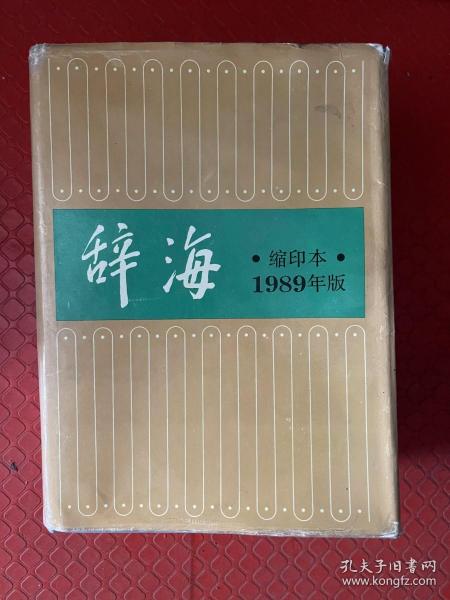 辞海
• 缩印本 •
1989年版
孔夫子旧书网
www.kongfz.com